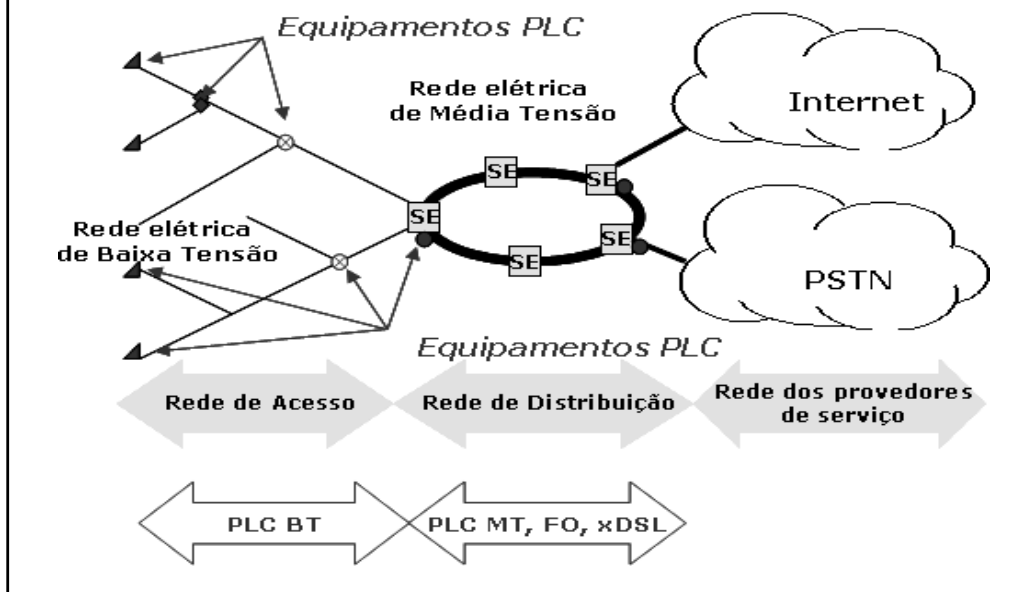 Equipamentos PLC
Rede elétrica
de Média Tensão
Internet
SE
SE
SE
SE
SE
Rede elétrica
de Baixa Tensão
PSTN
Equipamentos PLC
Rede de Acesso
Rede de Distribuição
Rede dos provedores
de serviço
PLC BT
PLC MT, FO, xDSL